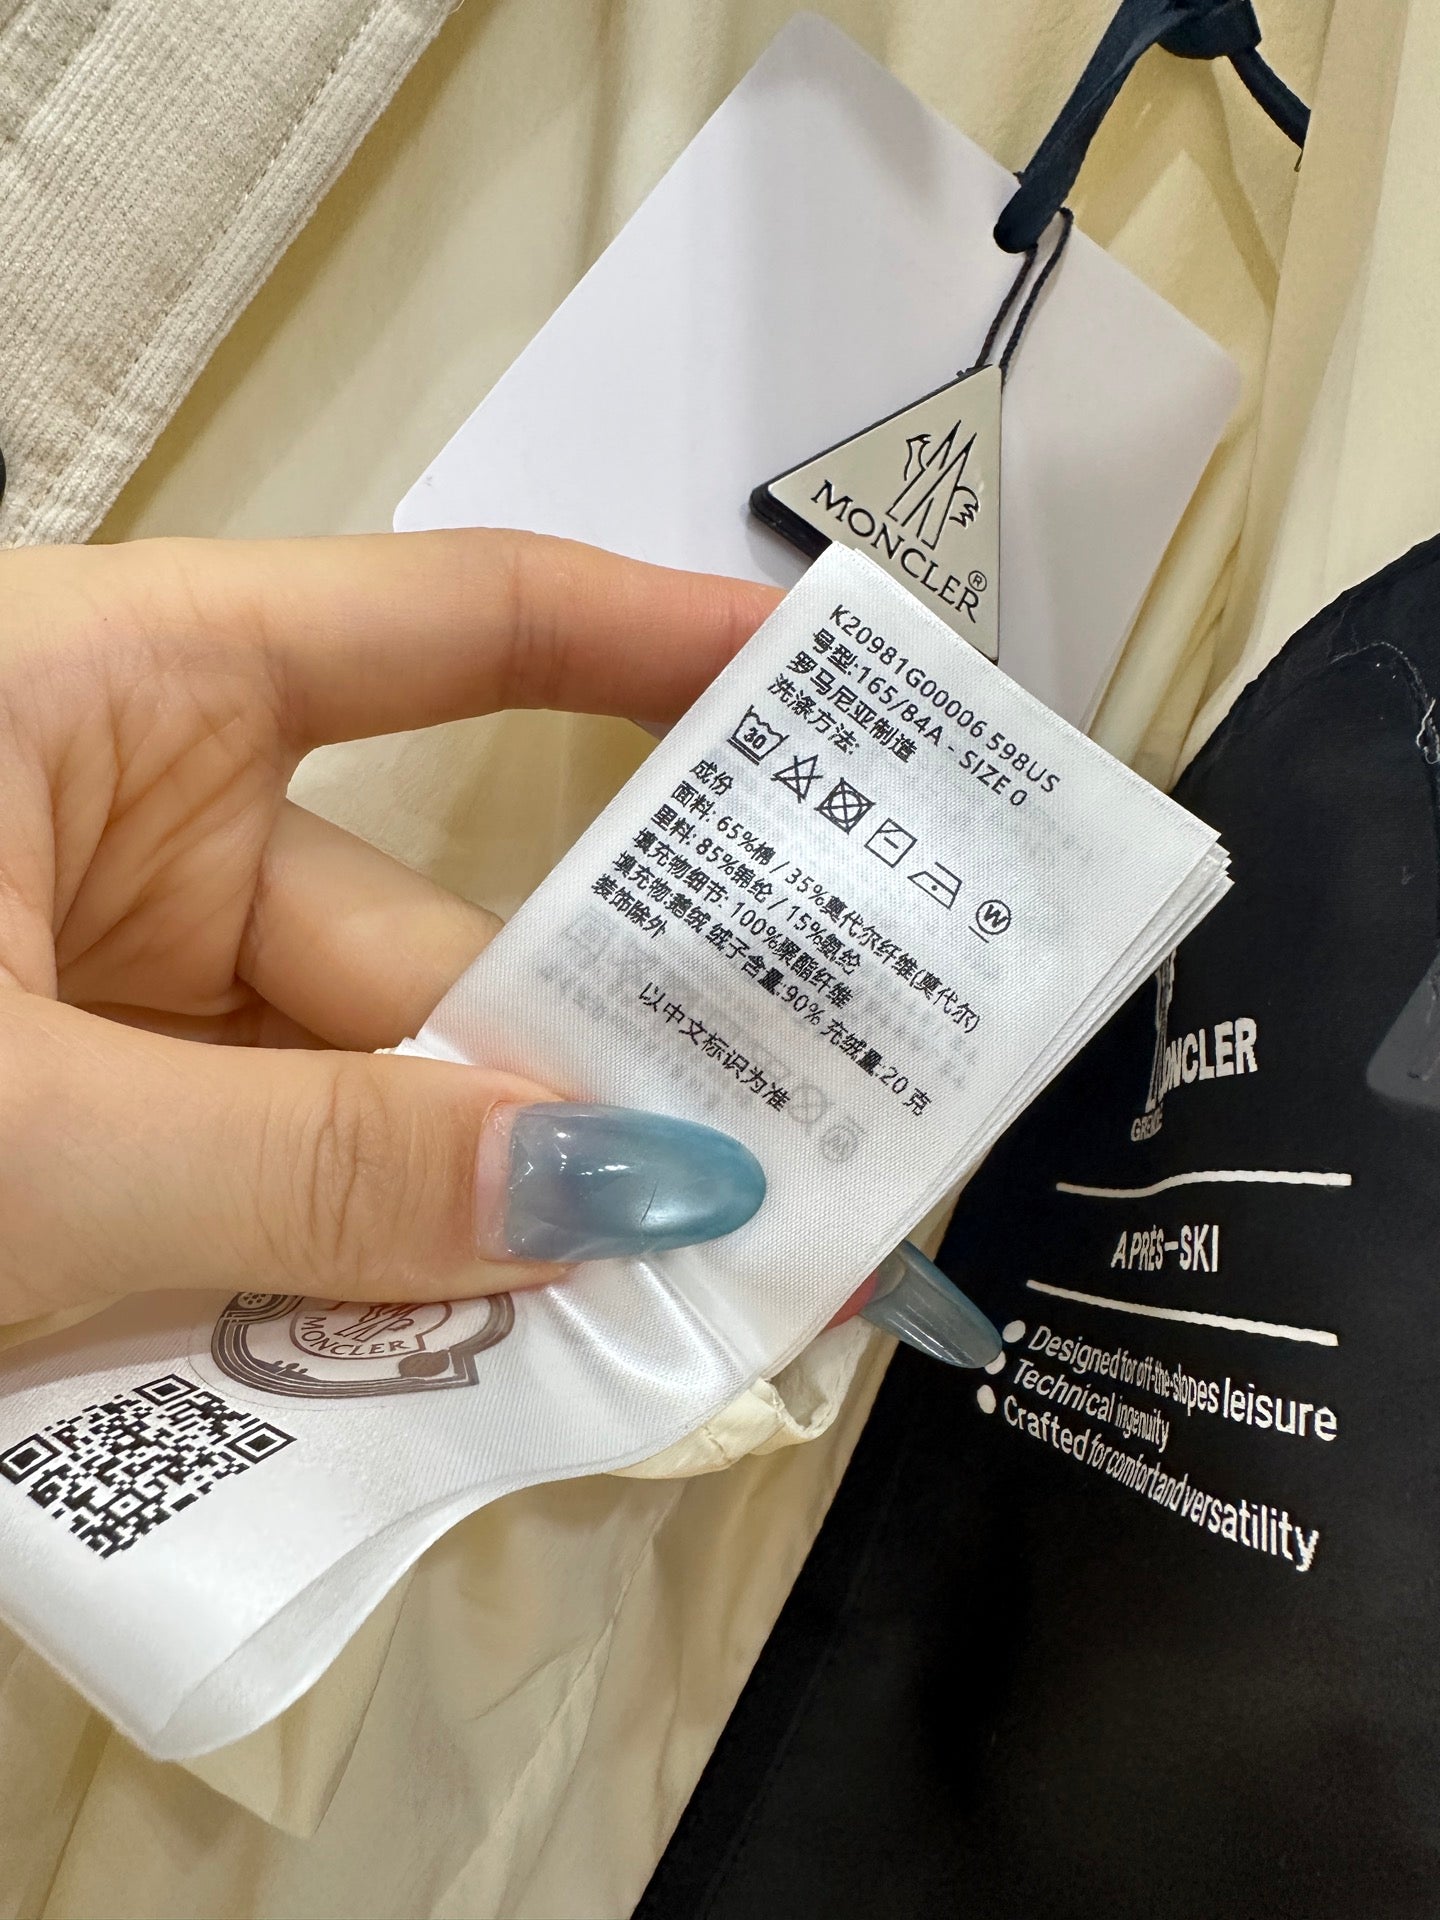 MONCLER®
K20981G00006 598US
号型:165/84A - SIZE 0
罗马尼亚制造
洗涤方法:
30
W
成份
面料: 65%棉 / 35%莫代尔纤维(莫代尔)
里料: 85%锦纶 / 15%氨纶
填充物细节: 100%聚酯纤维
填充物:鹅绒 绒子含量:90% 充绒量:20 克
装饰除外
以中文标识为准
MONCLER
MONCLER
APRÈS-SKI
Designed for off-the-slopes leisure
Technical ingenuity
Crafted for comfort and versatility